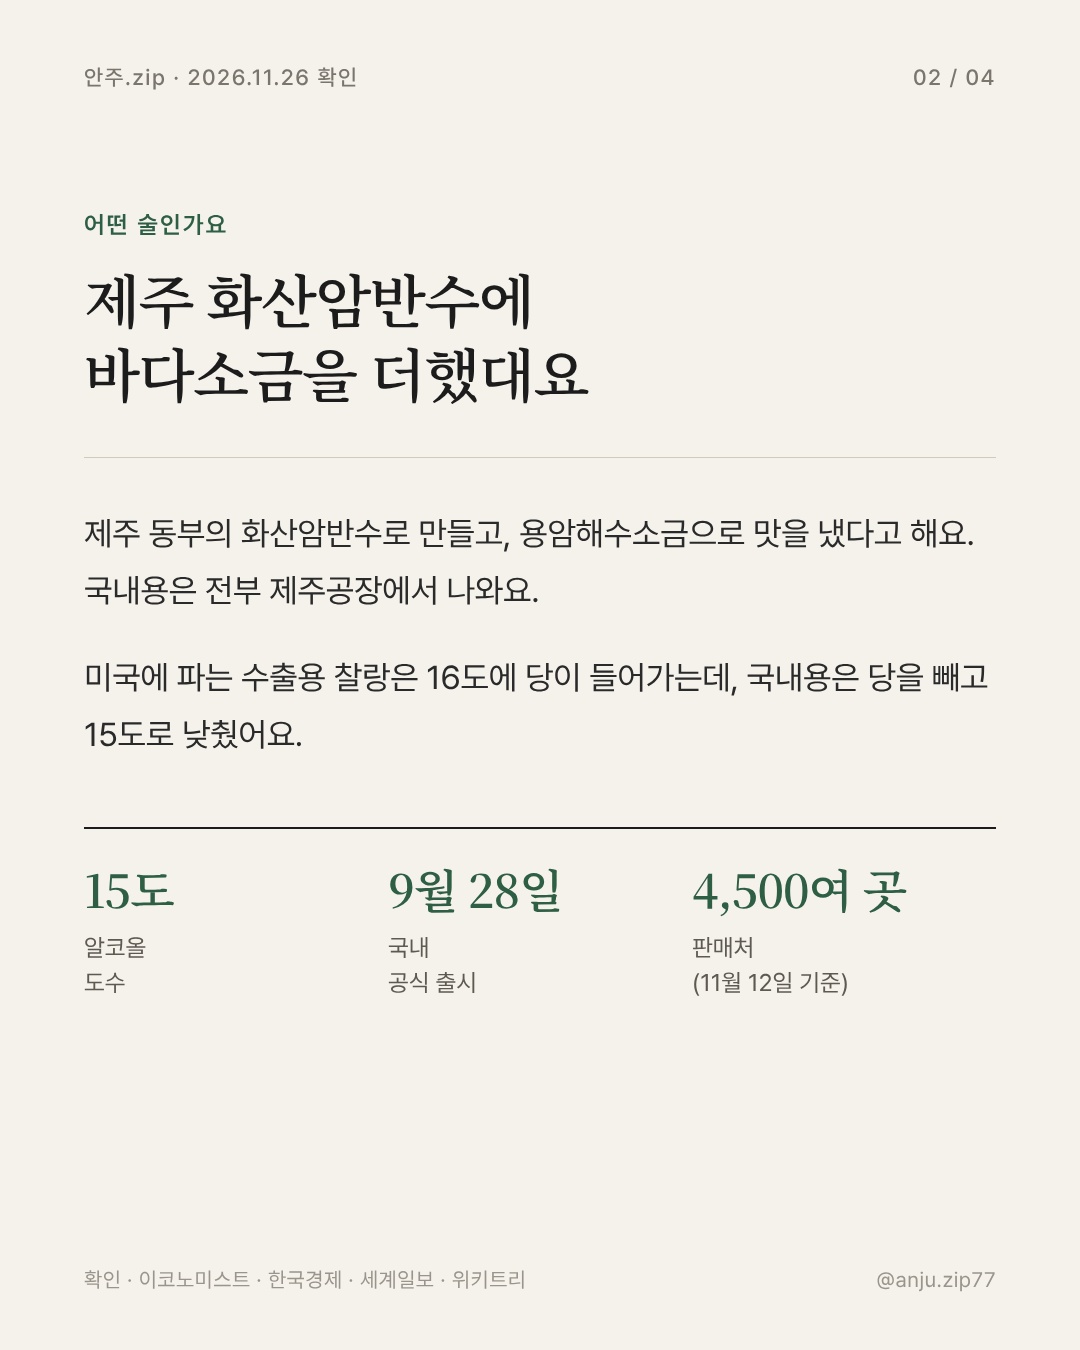 안주.zip · 2026.11.26 확인
02 / 04
어떤 술인가요
제주 화산암반수에
바다소금을 더했대요
제주 동부의 화산암반수로 만들고, 용암해수소금으로 맛을 냈다고 해요.
국내용은 전부 제주공장에서 나와요.
미국에 파는 수출용 찰랑은 16도에 당이 들어가는데, 국내용은 당을 빼고
15도로 낮췄어요.
15도
알코올
도수
9월 28일
국내
공식 출시
4,500여 곳
판매처
(11월 12일 기준)
확인 · 이코노미스트 · 한국경제 · 세계일보 · 위키트리
@anju.zip77